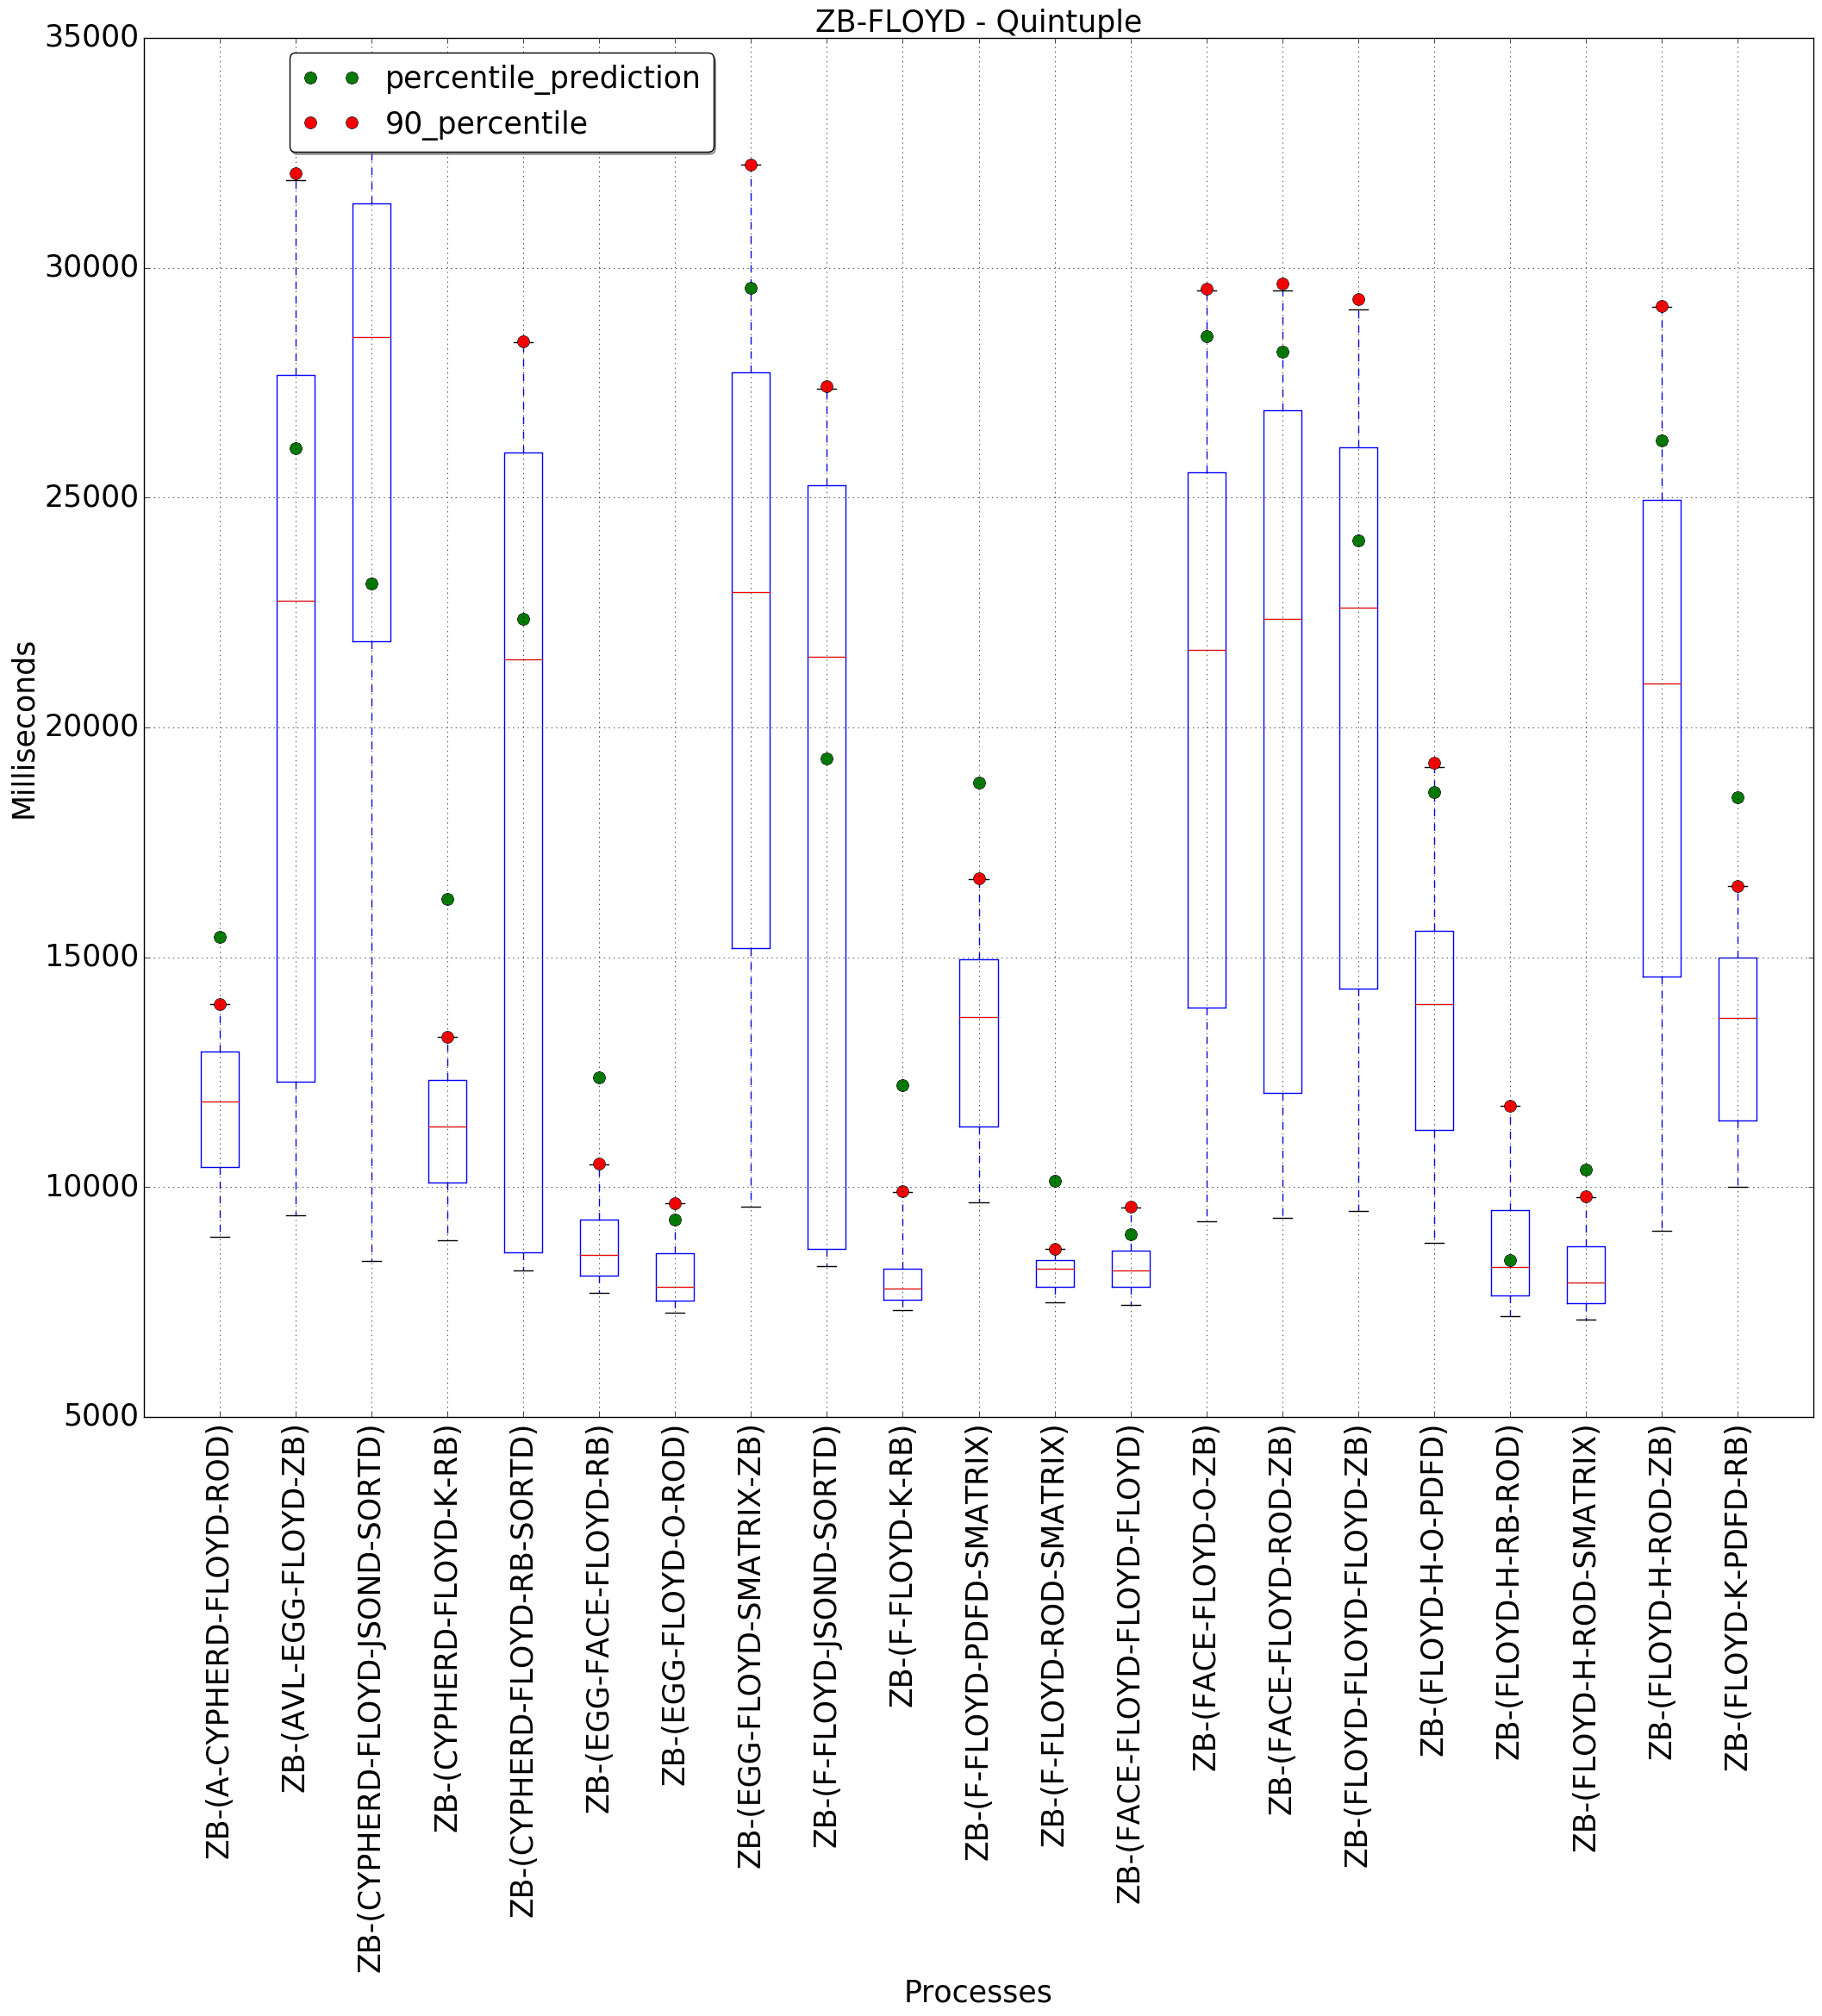 ZB-FLOYD - Quintuple
percentile_prediction
90_percentile
35000
30000
25000
20000
15000
10000
5000
Milliseconds
ZB-(A-CYPHERD-FLOYD-ROD)
ZB-(AVL-EGG-FLOYD-ZB)
ZB-(CYPHERD-FLOYD-JSOND-SORTD)
ZB-(CYPHERD-FLOYD-K-RB)
ZB-(CYPHERD-FLOYD-RB-SORTD)
ZB-(EGG-FACE-FLOYD-RB)
ZB-(EGG-FLOYD-O-ROD)
ZB-(EGG-FLOYD-SMATRIX-ZB)
ZB-(F-FLOYD-JSOND-SORTD)
ZB-(F-FLOYD-K-RB)
ZB-(F-FLOYD-PDFD-SMATRIX)
ZB-(F-FLOYD-ROD-SMATRIX)
ZB-(FACE-FLOYD-FLOYD-FLOYD)
ZB-(FACE-FLOYD-O-ZB)
ZB-(FACE-FLOYD-ROD-ZB)
ZB-(FLOYD-FLOYD-FLOYD-ZB)
ZB-(FLOYD-H-O-PDFD)
ZB-(FLOYD-H-RB-ROD)
ZB-(FLOYD-H-ROD-SMATRIX)
ZB-(FLOYD-H-ROD-ZB)
ZB-(FLOYD-K-PDFD-RB)
Processes